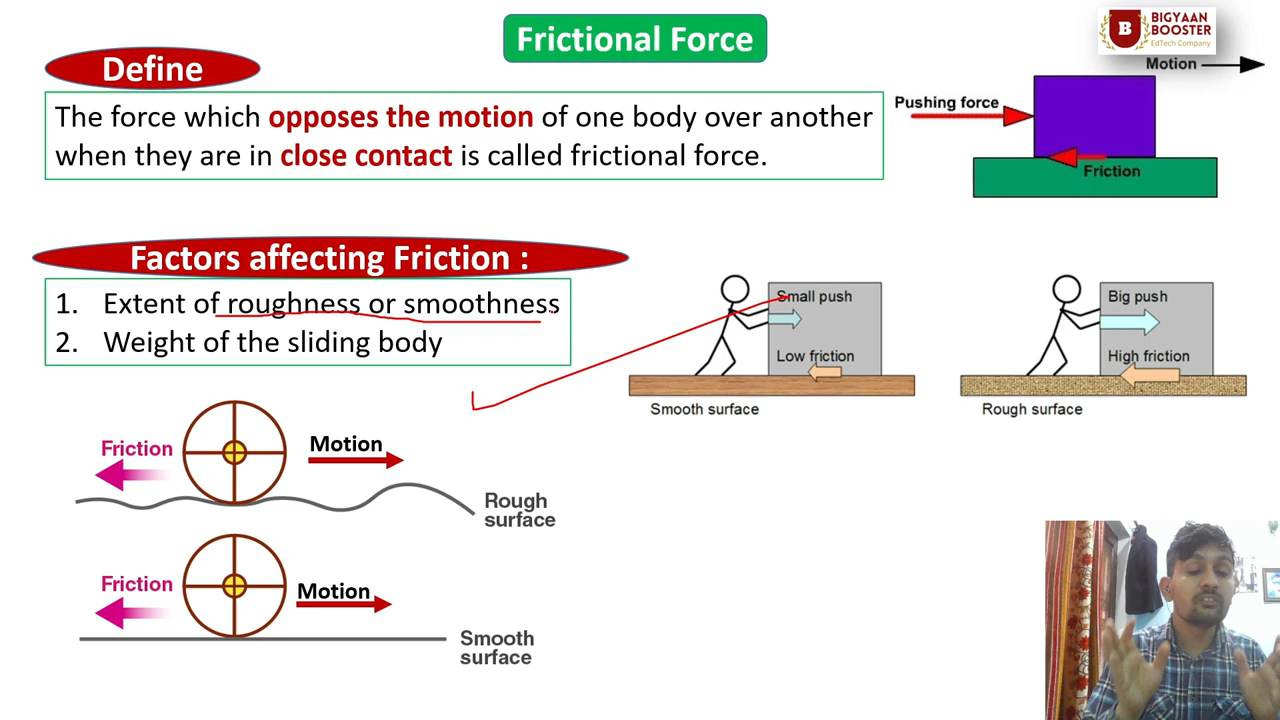 Frictional Force
BIGYAAN
BOOSTER
EdTech Company
B
Define
The force which opposes the motion of one body over another
when they are in close contact is called frictional force.
Motion
Pushing force
Friction
Factors affecting Friction :
1. Extent of roughness or smoothness
2. Weight of the sliding body
Small push
Low friction
Smooth surface
Big push
High friction
Rough surface
Friction
Motion
Rough
surface
Friction
Motion
Smooth
surface